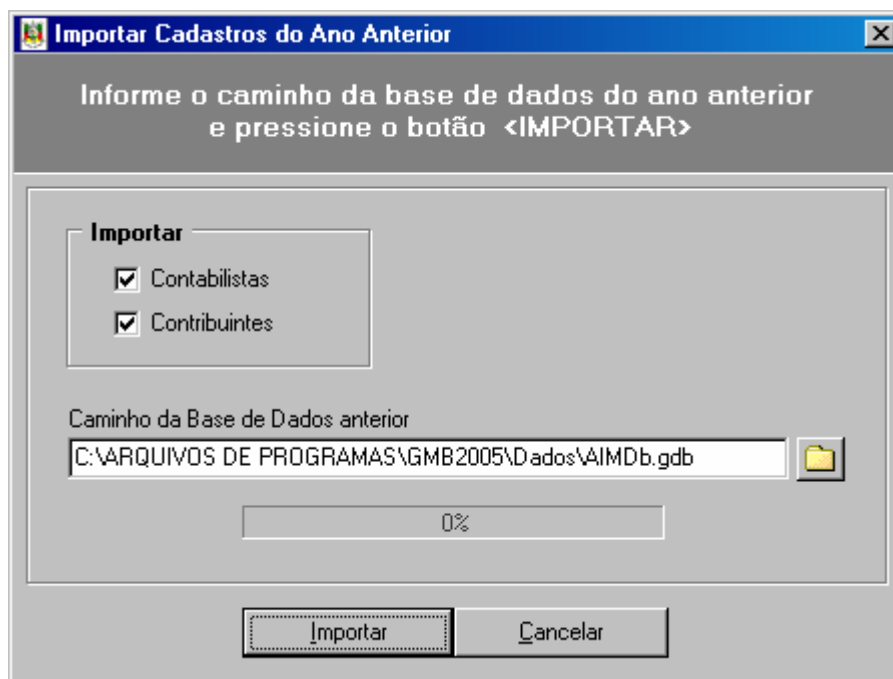 Importar Cadastros do Ano Anterior
Informe o caminho da base de dados do ano anterior
e pressione o botão <IMPORTAR>
Importar
Contabilistas
Contribuintes
Caminho da Base de Dados anterior
C:\ARQUIVOS DE PROGRAMAS\GMB2005\Dados\AIMDb.gdb
0%
Importar Cancelar